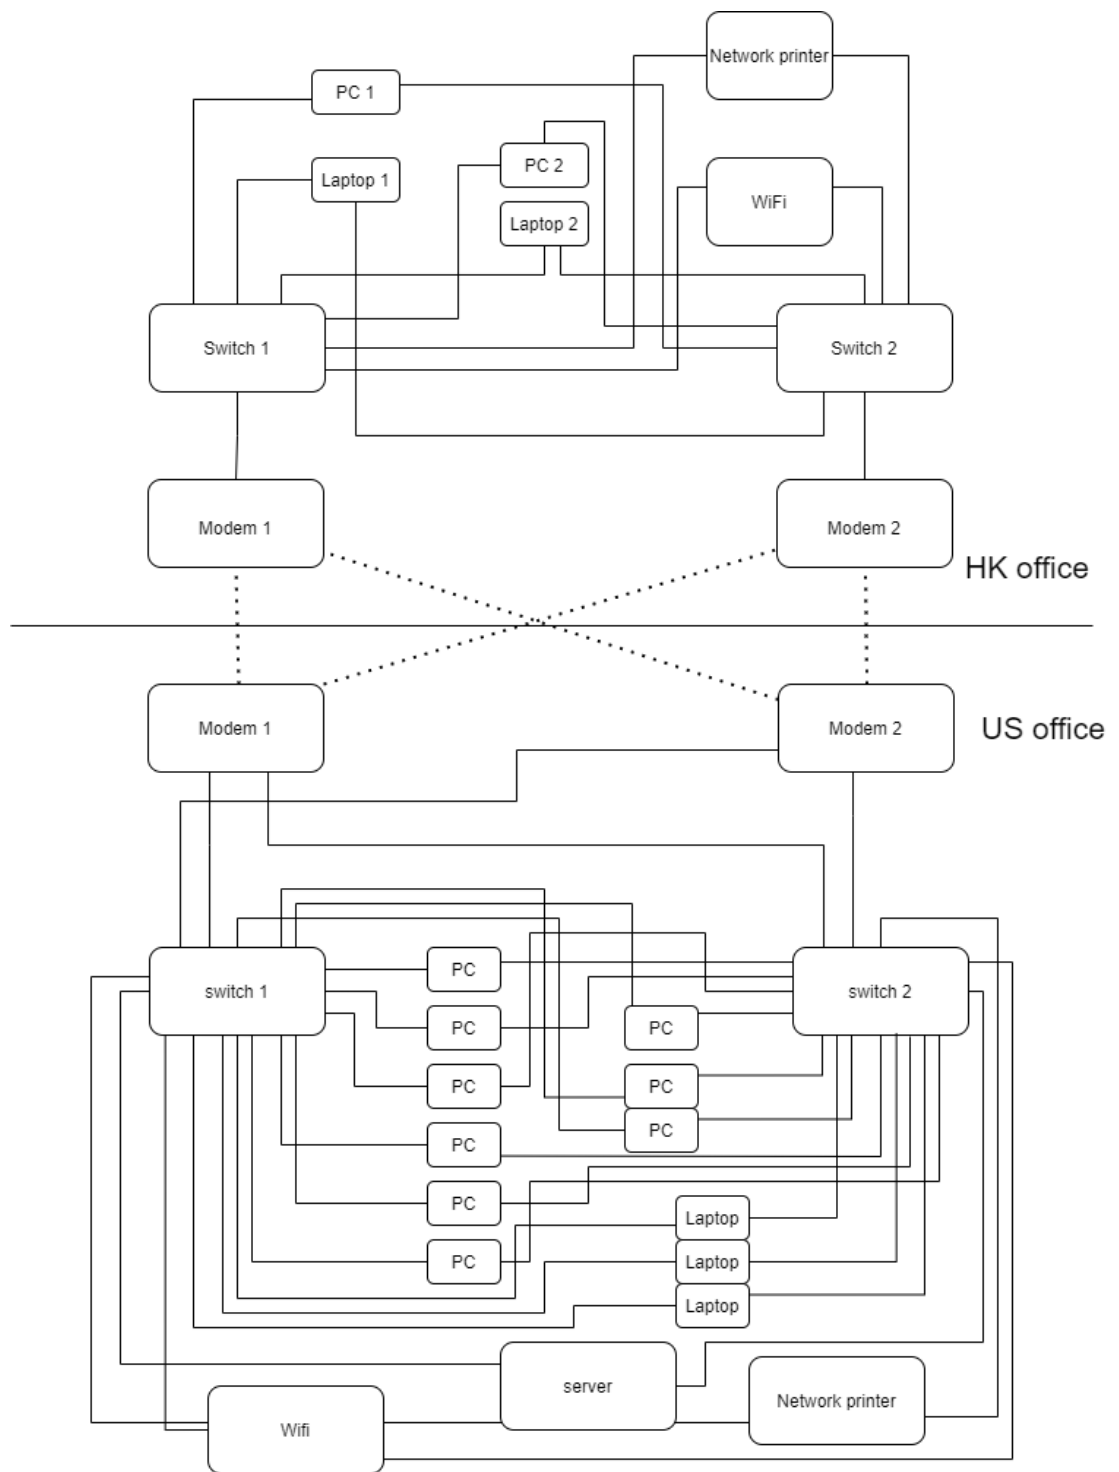 Network printer
PC 1
PC 2
Laptop 1
WiFi
Laptop 2
Switch 1
Switch 2
Modem 1
Modem 2
HK office
Modem 1
Modem 2
US office
PC
switch 1
switch 2
PC
PC
PC
PC
PC
PC
PC
Laptop
PC
Laptop
Laptop
server
Network printer
Wifi